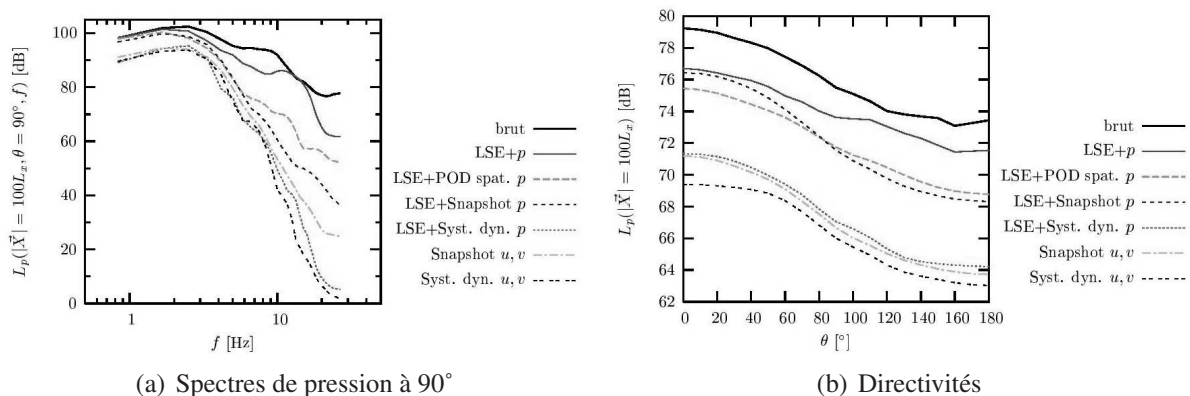 100
80
60
40
20
0
1
10
f [Hz]
L_p(|X⃗| = 100L_x, θ = 90°, f) [dB]
brut
LSE+p
LSE+POD spat. p
LSE+Snapshot p
LSE+Syst. dyn. p
Snapshot u, v
Syst. dyn. u, v
(a) Spectres de pression à 90˚
80
78
76
74
72
70
68
66
64
62
0 20 40 60 80 100 120 140 160 180
θ [°]
L_p(|X⃗| = 100L_x) [dB]
brut
LSE+p
LSE+POD spat. p
LSE+Snapshot p
LSE+Syst. dyn. p
Snapshot u, v
Syst. dyn. u, v
(b) Directivités